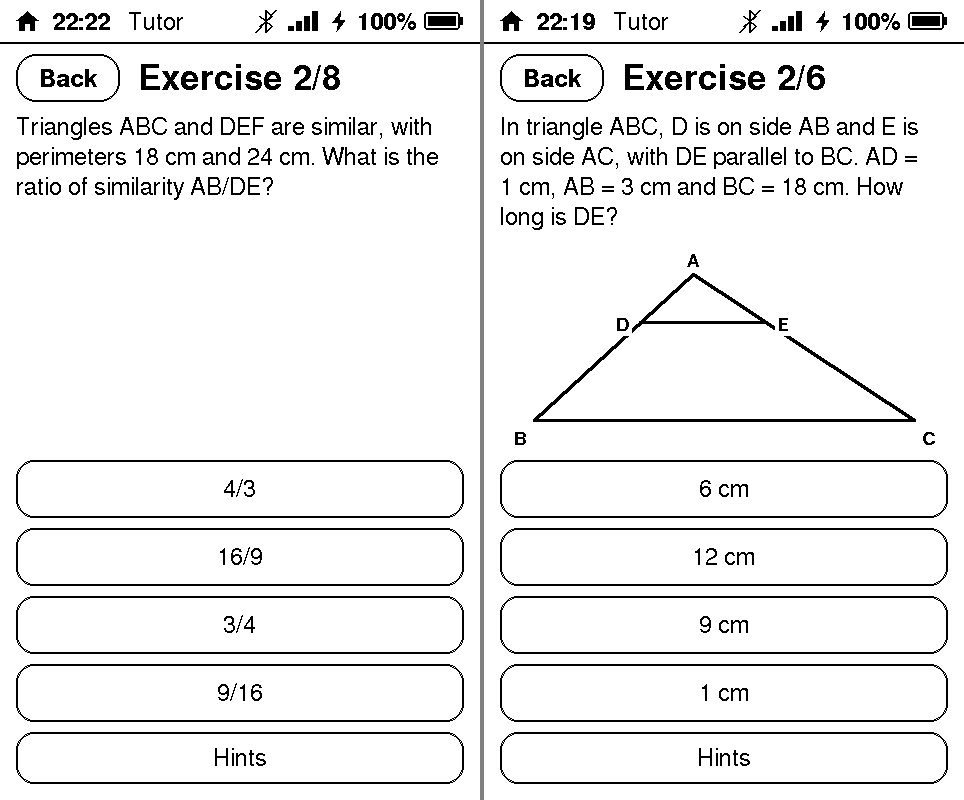 22:22 Tutor 100%
Back Exercise 2/8
Triangles ABC and DEF are similar, with
perimeters 18 cm and 24 cm. What is the
ratio of similarity AB/DE?
4/3
16/9
3/4
9/16
Hints
22:19 Tutor 100%
Back Exercise 2/6
In triangle ABC, D is on side AB and E is
on side AC, with DE parallel to BC. AD =
1 cm, AB = 3 cm and BC = 18 cm. How
long is DE?
A
D E
B C
6 cm
12 cm
9 cm
1 cm
Hints